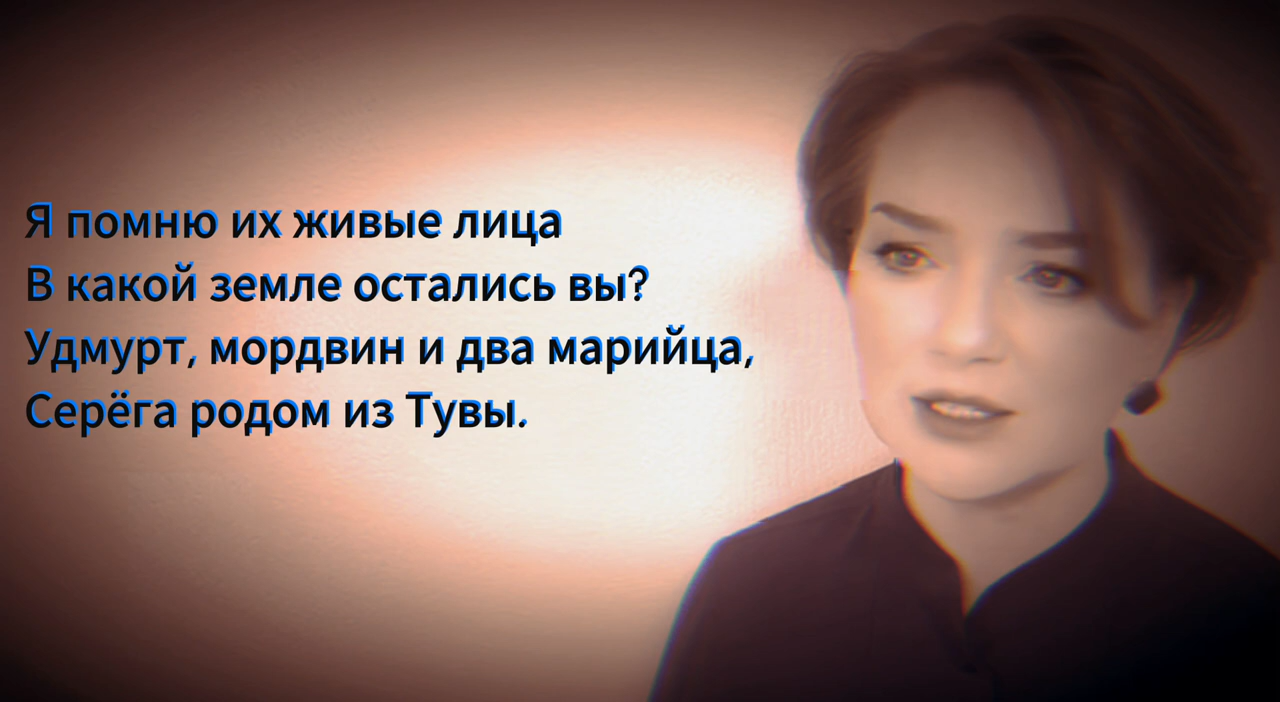 Я помню их живые лица
В какой земле остались вы?
Удмурт, мордвин и два марийца,
Серёга родом из Тувы.